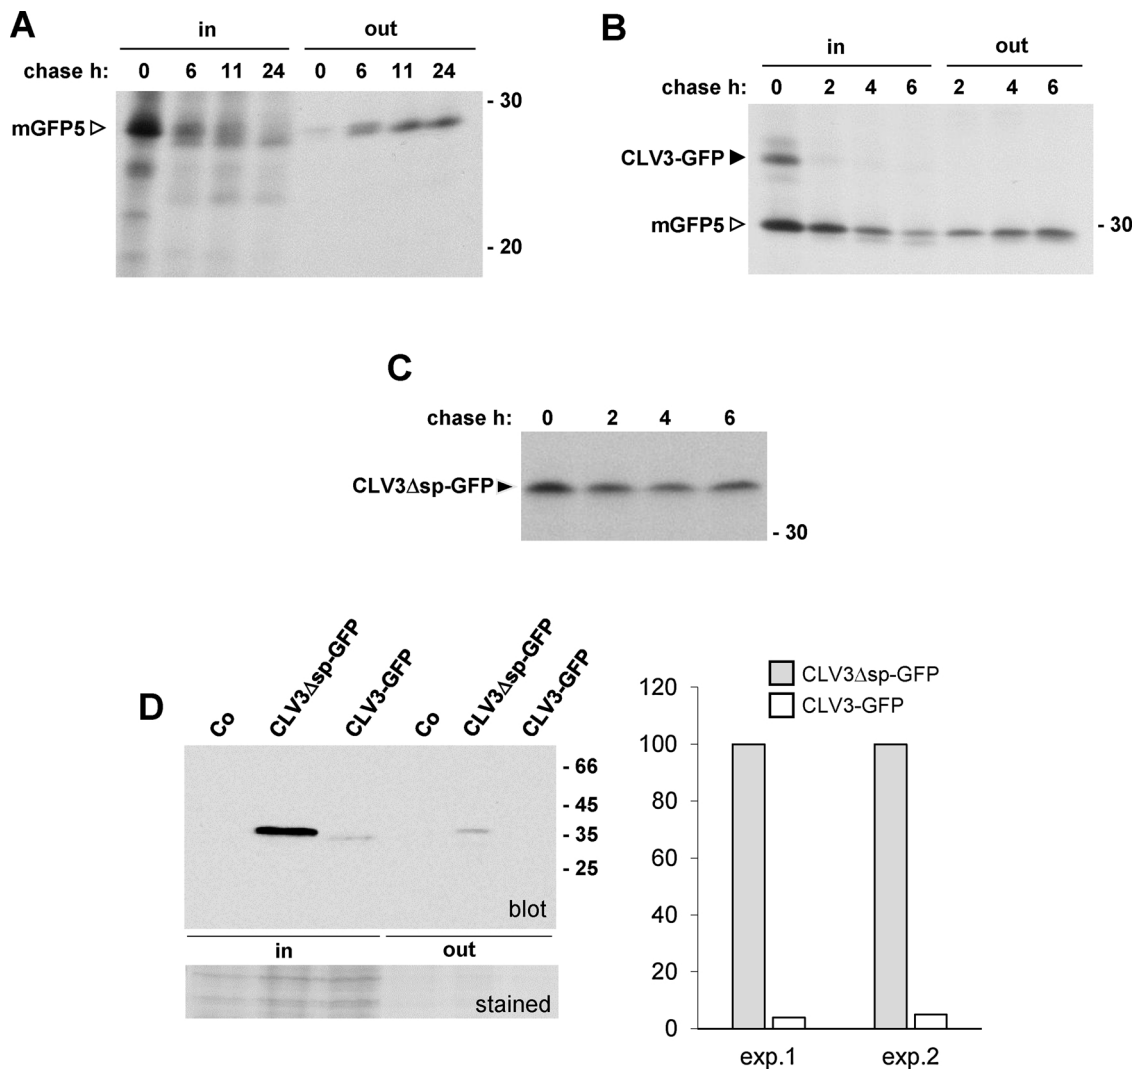 A
in out
chase h: 0 6 11 24 0 6 11 24
mGFP5
- 30
- 20
B
in out
chase h: 0 2 4 6 2 4 6
CLV3-GFP
mGFP5
- 30
C
chase h: 0 2 4 6
CLV3Δsp-GFP
- 30
D
Co CLV3Δsp-GFP CLV3-GFP Co CLV3Δsp-GFP CLV3-GFP
- 66
- 45
- 35
- 25
blot
in out
stained
CLV3Δsp-GFP
CLV3-GFP
120
100
80
60
40
20
0
exp.1 exp.2